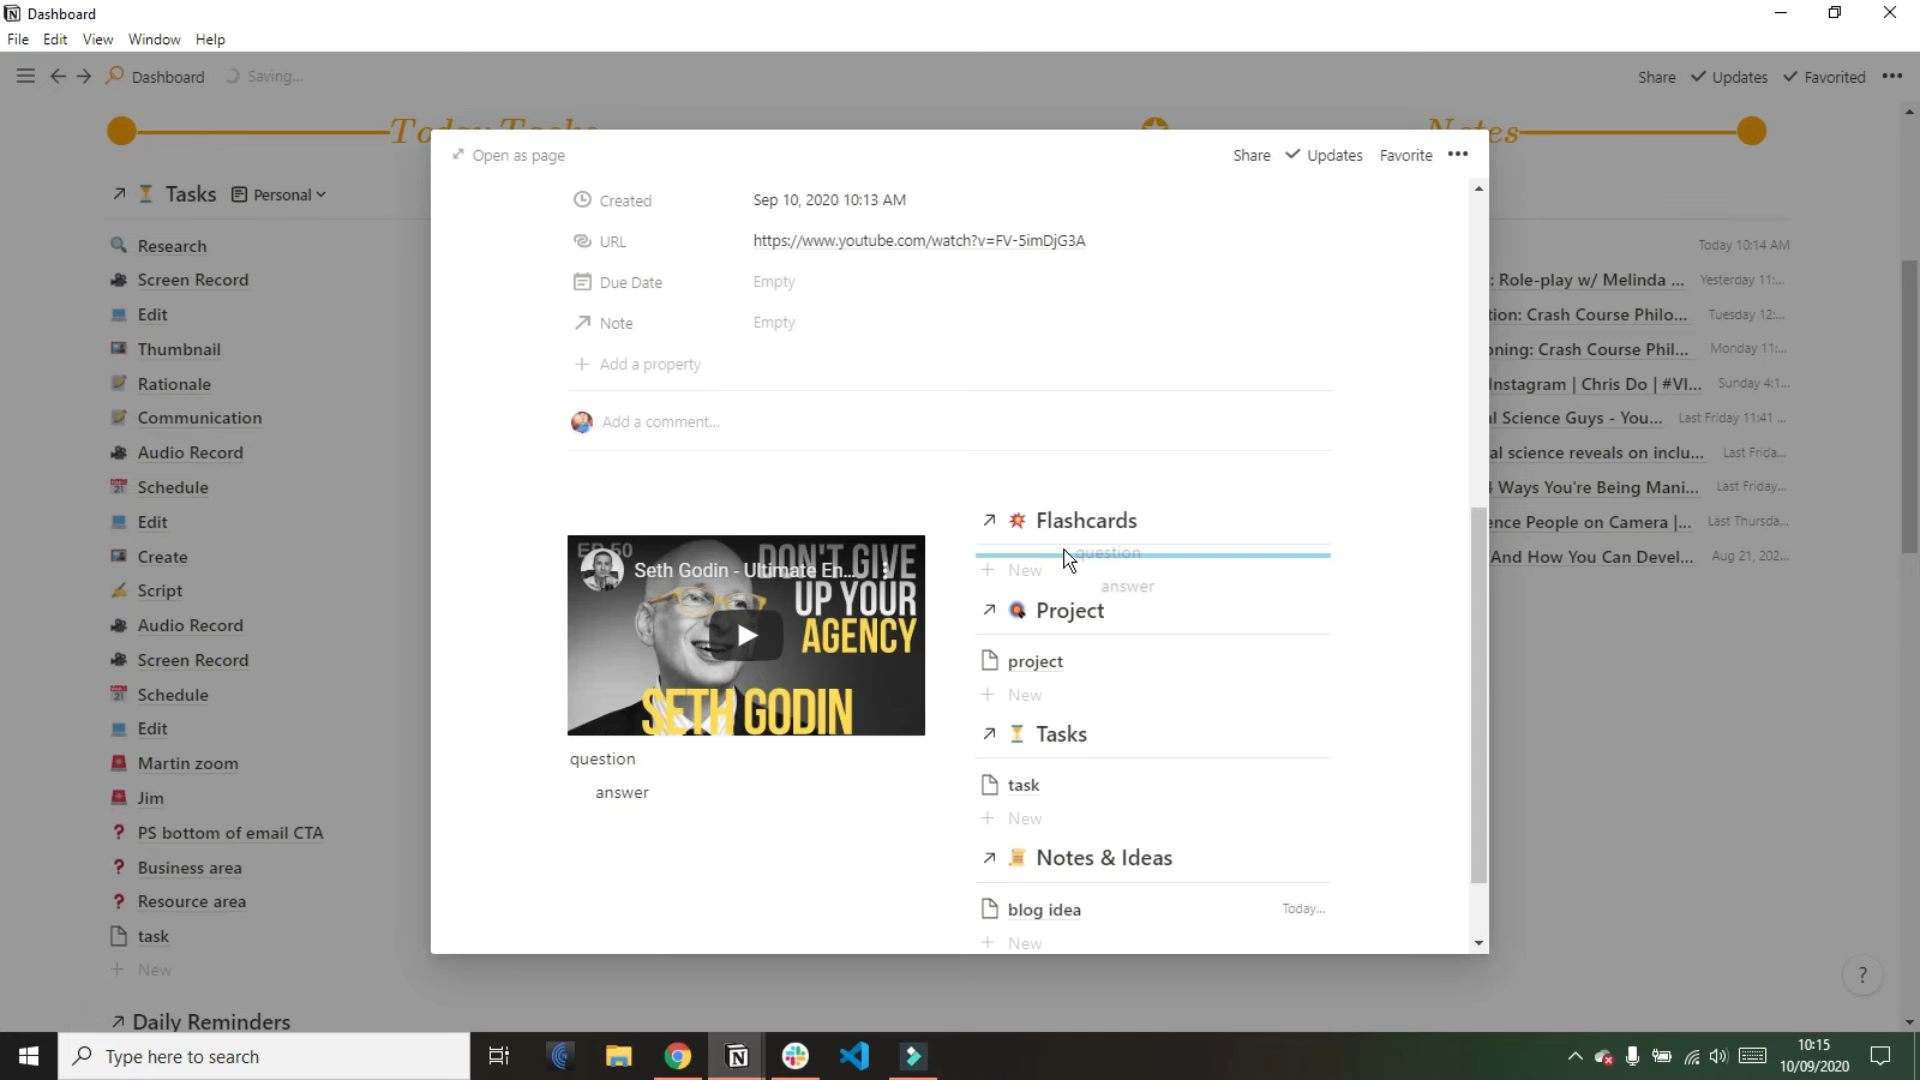 Dashboard
File Edit View Window Help
Dashboard Saving...
Share Updates Favorited
Today Tasks
Notes
Tasks Personal
Research
Screen Record
Edit
Thumbnail
Rationale
Communication
Audio Record
Schedule
Edit
Create
Script
Audio Record
Screen Record
Schedule
Edit
Martin zoom
Jim
PS bottom of email CTA
Business area
Resource area
task
New
Daily Reminders
Open as page
Share Updates Favorite
Created Sep 10, 2020 10:13 AM
URL https://www.youtube.com/watch?v=FV-5imDjG3A
Due Date Empty
Note Empty
Add a property
Add a comment...
EP 50
Seth Godin - Ultimate En...
DON'T GIVE
UP YOUR
AGENCY
SETH GODIN
question
answer
Flashcards
question
New
answer
Project
project
New
Tasks
task
New
Notes & Ideas
blog idea Today...
New
Today 10:14 AM
: Role-play w/ Melinda ... Yesterday 11:...
tion: Crash Course Philo... Tuesday 12:...
oning: Crash Course Phil... Monday 11:...
Instagram | Chris Do | #VI... Sunday 4:1...
l Science Guys - You... Last Friday 11:41 ...
al science reveals on inclu... Last Frida...
4 Ways You're Being Mani... Last Friday...
ence People on Camera |... Last Thursda...
And How You Can Devel... Aug 21, 202...
?
Type here to search
10:15
10/09/2020